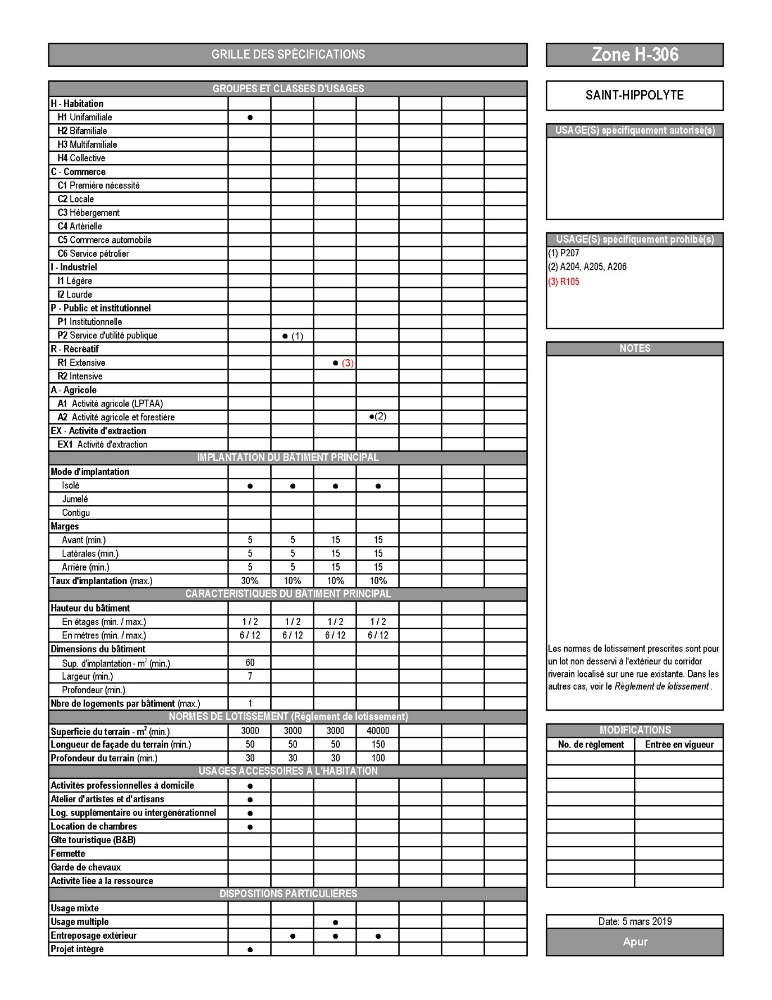 GRILLE DES SPÉCIFICATIONS
Zone H-306
GROUPES ET CLASSES D'USAGES
H - Habitation
H1 Unifamiliale ●
H2 Bifamiliale
H3 Multifamiliale
H4 Collective
C - Commerce
C1 Première nécessité
C2 Locale
C3 Hébergement
C4 Artérielle
C5 Commerce automobile
C6 Service pétrolier
I - Industriel
I1 Légère
I2 Lourde
P - Public et institutionnel
P1 Institutionnelle
P2 Service d'utilité publique ● (1)
R - Récréatif
R1 Extensive ● (3)
R2 Intensive
A - Agricole
A1 Activité agricole (LPTAA)
A2 Activité agricole et forestière ●(2)
EX - Activité d'extraction
EX1 Activité d'extraction
IMPLANTATION DU BÂTIMENT PRINCIPAL
Mode d'implantation
Isolé ● ● ● ●
Jumelé
Contigu
Marges
Avant (min.) 5 5 15 15
Latérales (min.) 5 5 15 15
Arrière (min.) 5 5 15 15
Taux d'implantation (max.) 30% 10% 10% 10%
CARACTÉRISTIQUES DU BÂTIMENT PRINCIPAL
Hauteur du bâtiment
En étages (min. / max.) 1 / 2 1 / 2 1 / 2 1 / 2
En mètres (min. / max.) 6 / 12 6 / 12 6 / 12 6 / 12
Dimensions du bâtiment
Sup. d'implantation - m² (min.) 60
Largeur (min.) 7
Profondeur (min.)
Nbre de logements par bâtiment (max.) 1
NORMES DE LOTISSEMENT (Règlement de lotissement)
Superficie du terrain - m² (min.) 3000 3000 3000 40000
Longueur de façade du terrain (min.) 50 50 50 150
Profondeur du terrain (min.) 30 30 30 100
USAGES ACCESSOIRES À L'HABITATION
Activités professionnelles à domicile ●
Atelier d'artistes et d'artisans ●
Log. supplémentaire ou intergénérationnel ●
Location de chambres ●
Gîte touristique (B&B)
Fermette
Garde de chevaux
Activité liée à la ressource
DISPOSITIONS PARTICULIÈRES
Usage mixte
Usage multiple ●
Entreposage extérieur ● ● ●
Projet intégré ●
SAINT-HIPPOLYTE
USAGE(S) spécifiquement autorisé(s)
USAGE(S) spécifiquement prohibé(s)
(1) P207
(2) A204, A205, A206
(3) R105
NOTES
Les normes de lotissement prescrites sont pour
un lot non desservi à l'extérieur du corridor
riverain localisé sur une rue existante. Dans les
autres cas, voir le Règlement de lotissement .
MODIFICATIONS
No. de règlement Entrée en vigueur
Date: 5 mars 2019
Apur